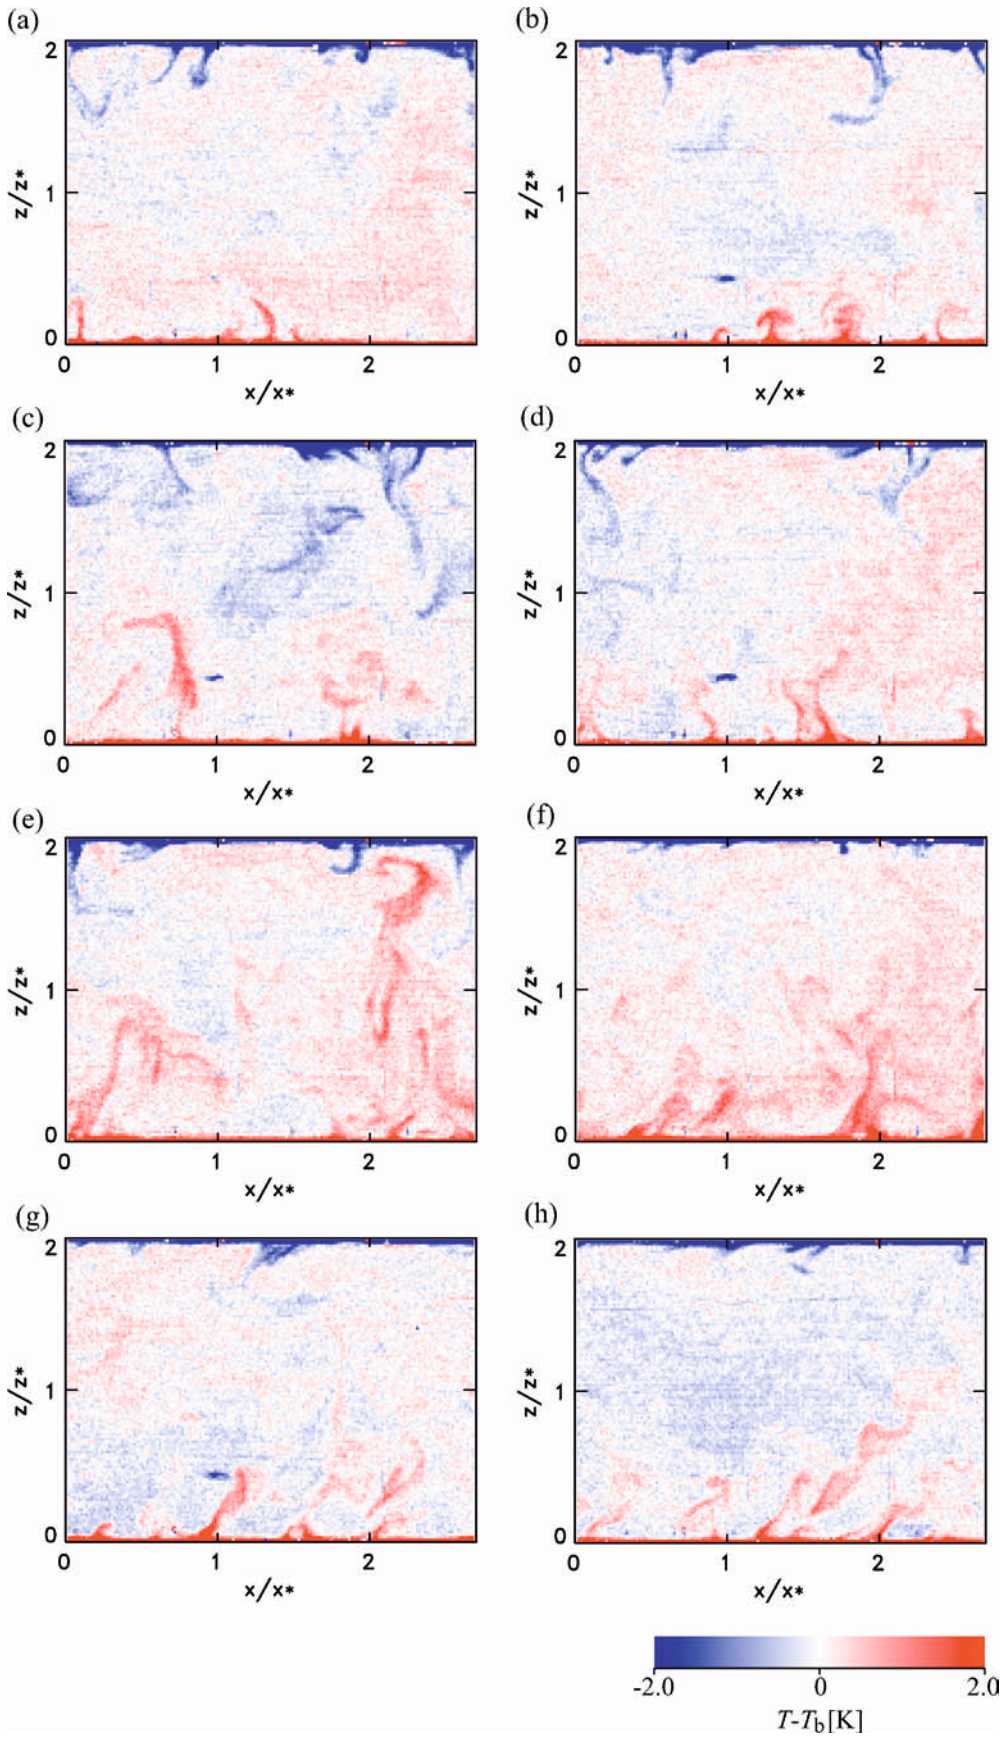 (a) (b)
2 2
z/z* 1 z/z* 1
0 0
0 1 2 0 1 2
x/x* x/x*
(c) (d)
2 2
z/z* 1 z/z* 1
0 0
0 1 2 0 1 2
x/x* x/x*
(e) (f)
2 2
z/z* 1 z/z* 1
0 0
0 1 2 0 1 2
x/x* x/x*
(g) (h)
2 2
z/z* 1 z/z* 1
0 0
0 1 2 0 1 2
x/x* x/x*
-2.0 0 2.0
T-Tb[K]